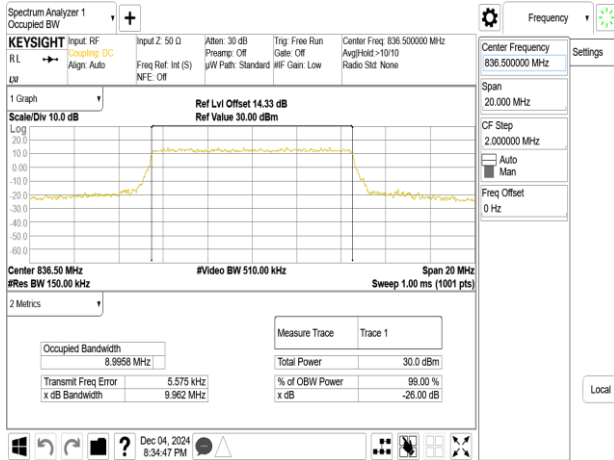 Spectrum Analyzer 1
Occupied BW
Frequency
KEYSIGHT
RL
LXI
Input: RF
Coupling: DC
Align: Auto
Input Z: 50 Ω
Freq Ref: Int (S)
NFE: Off
Atten: 30 dB
Preamp: Off
µW Path: Standard
Trig: Free Run
Gate: Off
#IF Gain: Low
Center Freq: 836.500000 MHz
Avg|Hold:>10/10
Radio Std: None
Center Frequency
836.500000 MHz
Settings
Span
20.000 MHz
CF Step
2.000000 MHz
Auto
Man
Freq Offset
0 Hz
Local
1 Graph
Scale/Div 10.0 dB
Ref Lvl Offset 14.33 dB
Ref Value 30.00 dBm
Log
20.0
10.0
0.00
-10.0
-20.0
-30.0
-40.0
-50.0
-60.0
Center 836.50 MHz
#Video BW 510.00 kHz
Span 20 MHz
#Res BW 150.00 kHz
Sweep 1.00 ms (1001 pts)
2 Metrics
Occupied Bandwidth
8.9958 MHz
Transmit Freq Error 5.575 kHz
x dB Bandwidth 9.962 MHz
Measure Trace Trace 1
Total Power 30.0 dBm
% of OBW Power 99.00 %
x dB -26.00 dB
?
Dec 04, 2024
8:34:47 PM